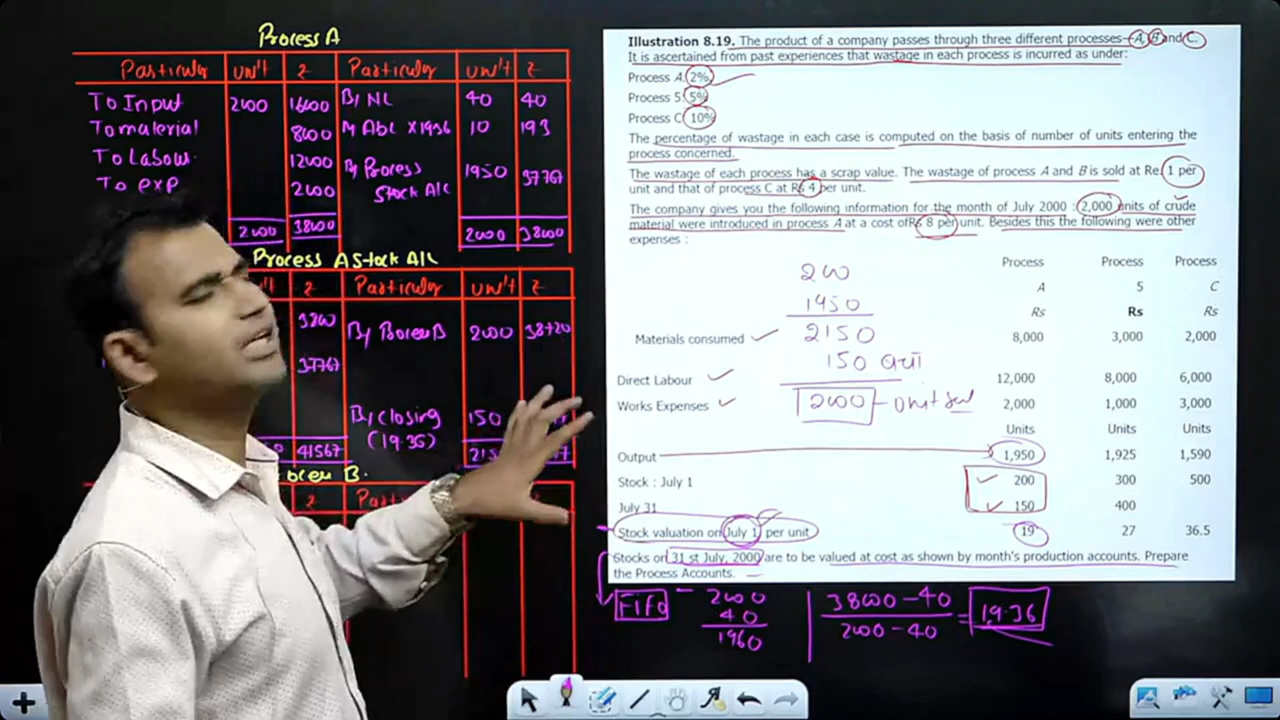 Process A
Particular Unit ₹ Particular Unit ₹
To Input 2000 16000 By NL 40 40
To material 8000 By Abl x1936 10 193
To Labour 12000 By Process 1950 37767
To exp 2000 Stock A/c
2000 38000 2000 38000
Process A Stock A/c
₹ Particular Unit ₹
3800 By Process B 2000 38720
37767
By closing 150
(19.35)
41567
Process B.
Illustration 8.19. The product of a company passes through three different processes—A, B and C.
It is ascertained from past experiences that wastage in each process is incurred as under:
Process A 2%
Process 5: 5%
Process C 10%
The percentage of wastage in each case is computed on the basis of number of units entering the
process concerned.
The wastage of each process has a scrap value. The wastage of process A and B is sold at Re. 1 per
unit and that of process C at Rs 4 per unit.
The company gives you the following information for the month of July 2000 : 2,000 units of crude
material were introduced in process A at a cost of Rs 8 per unit. Besides this the following were other
expenses :
Process Process Process
A 5 C
Rs Rs Rs
Materials consumed 8,000 3,000 2,000
Direct Labour 12,000 8,000 6,000
Works Expenses 2,000 1,000 3,000
Units Units Units
Output 1,950 1,925 1,590
Stock : July 1 200 300 500
July 31 150 400
Stock valuation on July 1 per unit 19 27 36.5
Stocks on 31 st July, 2000 are to be valued at cost as shown by month's production accounts. Prepare
the Process Accounts.
200
1950
2150
150
2000 - Unit
FIFO
2000
40
1960
38000-40
2000-40
= 19.36